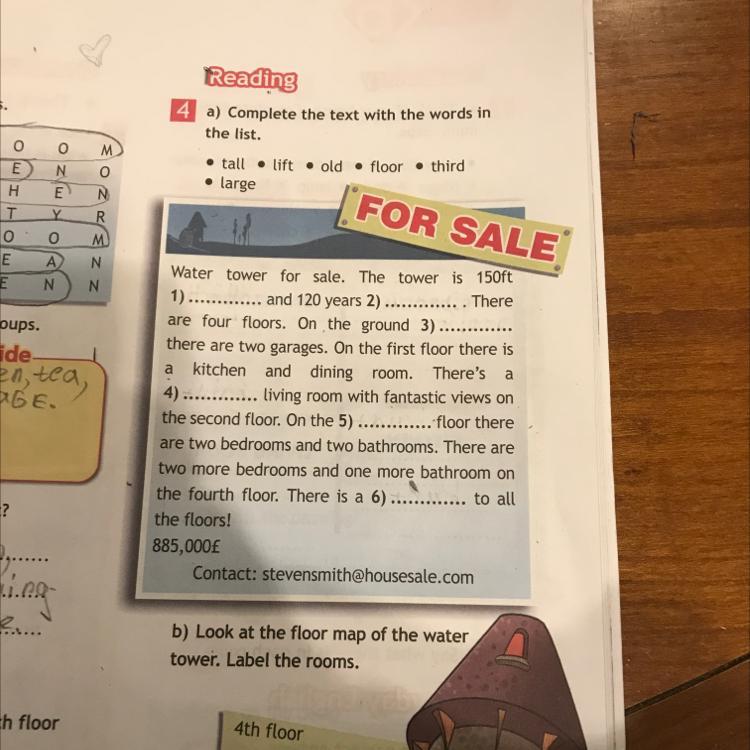 Reading
4 a) Complete the text with the words in
the list.
• tall • lift • old • floor • third
• large
FOR SALE
Water tower for sale. The tower is 150ft
1) ............. and 120 years 2) ............. . There
are four floors. On the ground 3) .............
there are two garages. On the first floor there is
a kitchen and dining room. There's a
4) ............. living room with fantastic views on
the second floor. On the 5) ............. floor there
are two bedrooms and two bathrooms. There are
two more bedrooms and one more bathroom on
the fourth floor. There is a 6) ............. to all
the floors!
885,000£
Contact: stevensmith@housesale.com
b) Look at the floor map of the water
tower. Label the rooms.
4th floor
s.
O O M
E N O
H E N
T Y R
O O M
E A N
E N N
oups.
ide
en, tea,
?
h floor